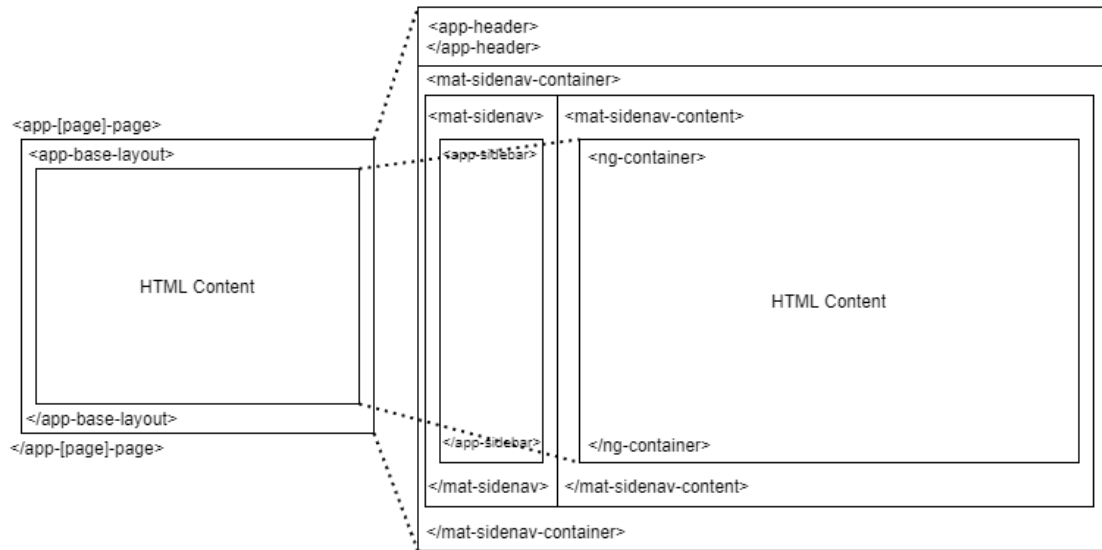 <app-[page]-page>
<app-base-layout>
HTML Content
</app-base-layout>
</app-[page]-page>
<app-header>
</app-header>
<mat-sidenav-container>
<mat-sidenav>
<app-sidebar>
</app-sidebar>
</mat-sidenav>
<mat-sidenav-content>
<ng-container>
HTML Content
</ng-container>
</mat-sidenav-content>
</mat-sidenav-container>